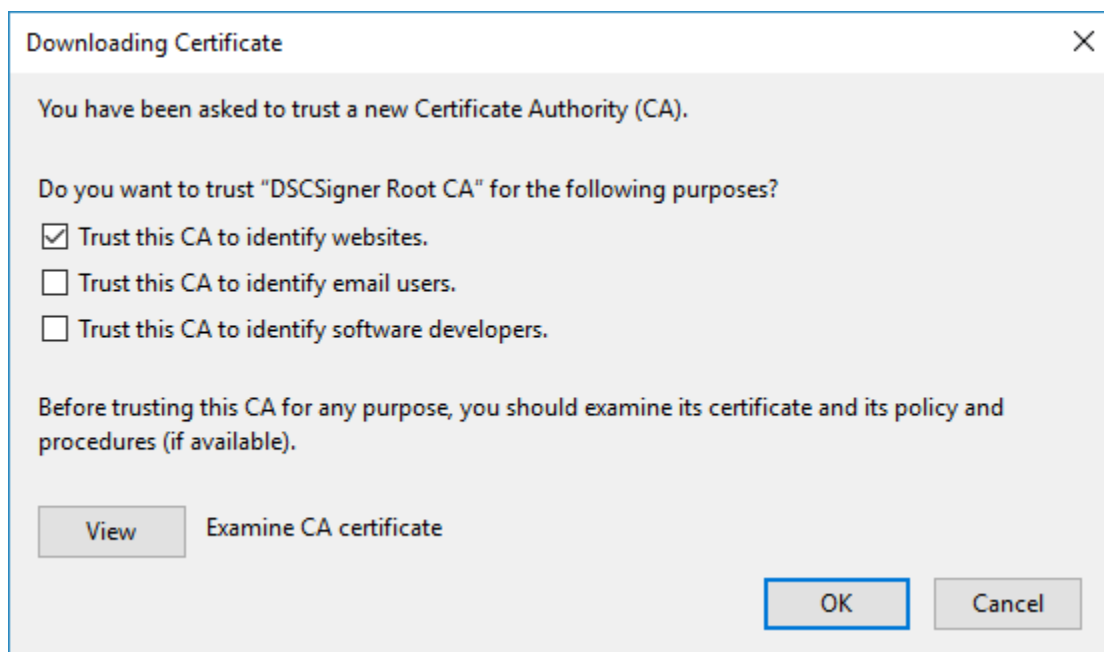 Downloading Certificate
You have been asked to trust a new Certificate Authority (CA).
Do you want to trust “DSCSigner Root CA“ for the following purposes?
Trust this CA to identify websites.
Trust this CA to identify email users.
Trust this CA to identify software developers.
Before trusting this CA for any purpose, you should examine its certificate and its policy and
procedures (if available).
View
Examine CA certificate
OK
Cancel